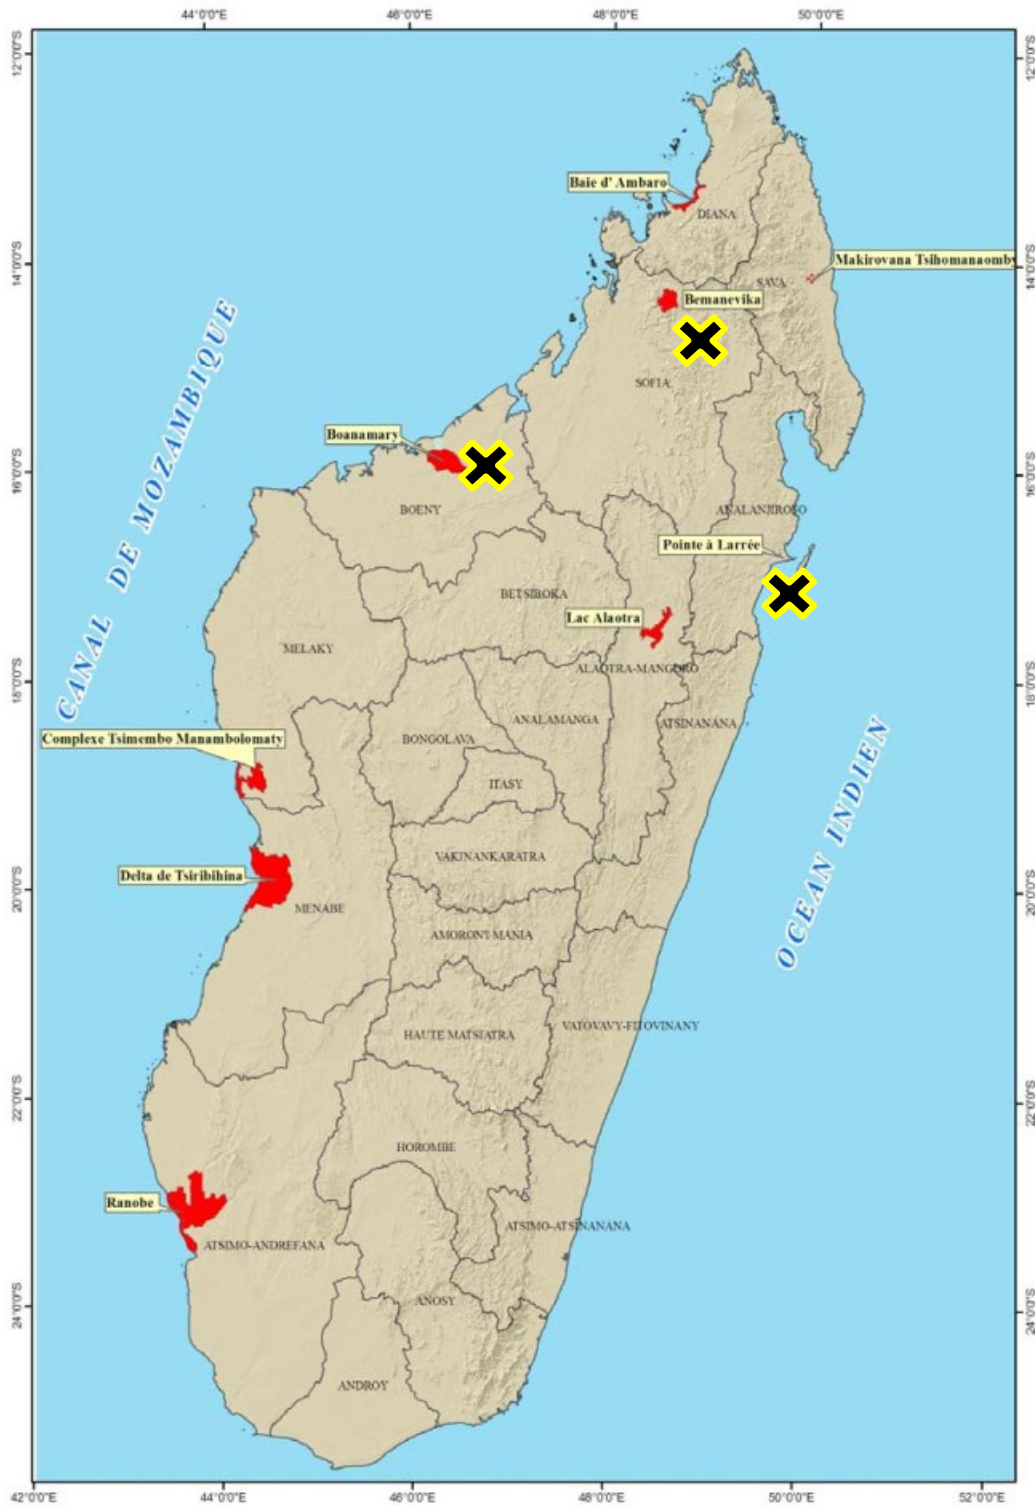 44°0'0"E 46°0'0"E 48°0'0"E 50°0'0"E
12°0'0"S 12°0'0"S
Baie d' Ambaro
DIANA
14°0'0"S 14°0'0"S
Makirovana Tsihomanaomby
SAVA
Bemanevika
SOFIA
CANAL DE MOZAMBIQUE
Boanamary
16°0'0"S 16°0'0"S
BOENY
ANALANJIROFO
Pointe à Larrée
BETSIBOKA
Lac Alaotra
MELAKY
ALAOTRA-MANGORO
18°0'0"S 18°0'0"S
ANALAMANGA
ATSINANANA
Complexe Tsimembo Manambolomaty
BONGOLAVA
ITASY
OCEAN INDIEN
VAKINANKARATRA
Delta de Tsiribihina
20°0'0"S 20°0'0"S
MENABE
AMORON'I MANIA
VATOVAVY-FITOVINANY
HAUTE MATSIATRA
22°0'0"S 22°0'0"S
HOROMBE
Ranobe
ATSIMO-ATSINANANA
ATSIMO-ANDREFANA
24°0'0"S 24°0'0"S
ANOSY
ANDROY
42°0'0"E 44°0'0"E 46°0'0"E 48°0'0"E 50°0'0"E 52°0'0"E